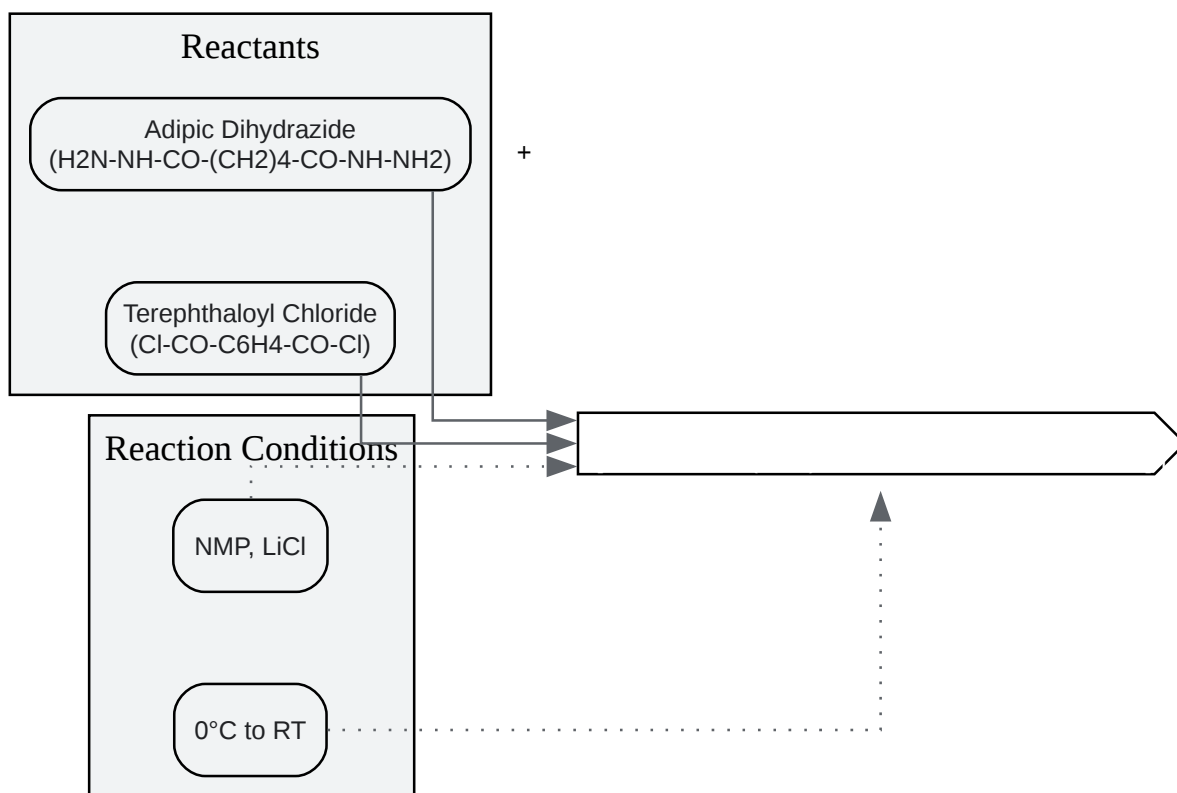 Reactants
Adipic Dihydrazide
(H2N-NH-CO-(CH2)4-CO-NH-NH2)
+
Terephthaloyl Chloride
(Cl-CO-C6H4-CO-Cl)
Reaction Conditions
NMP, LiCl
0°C to RT